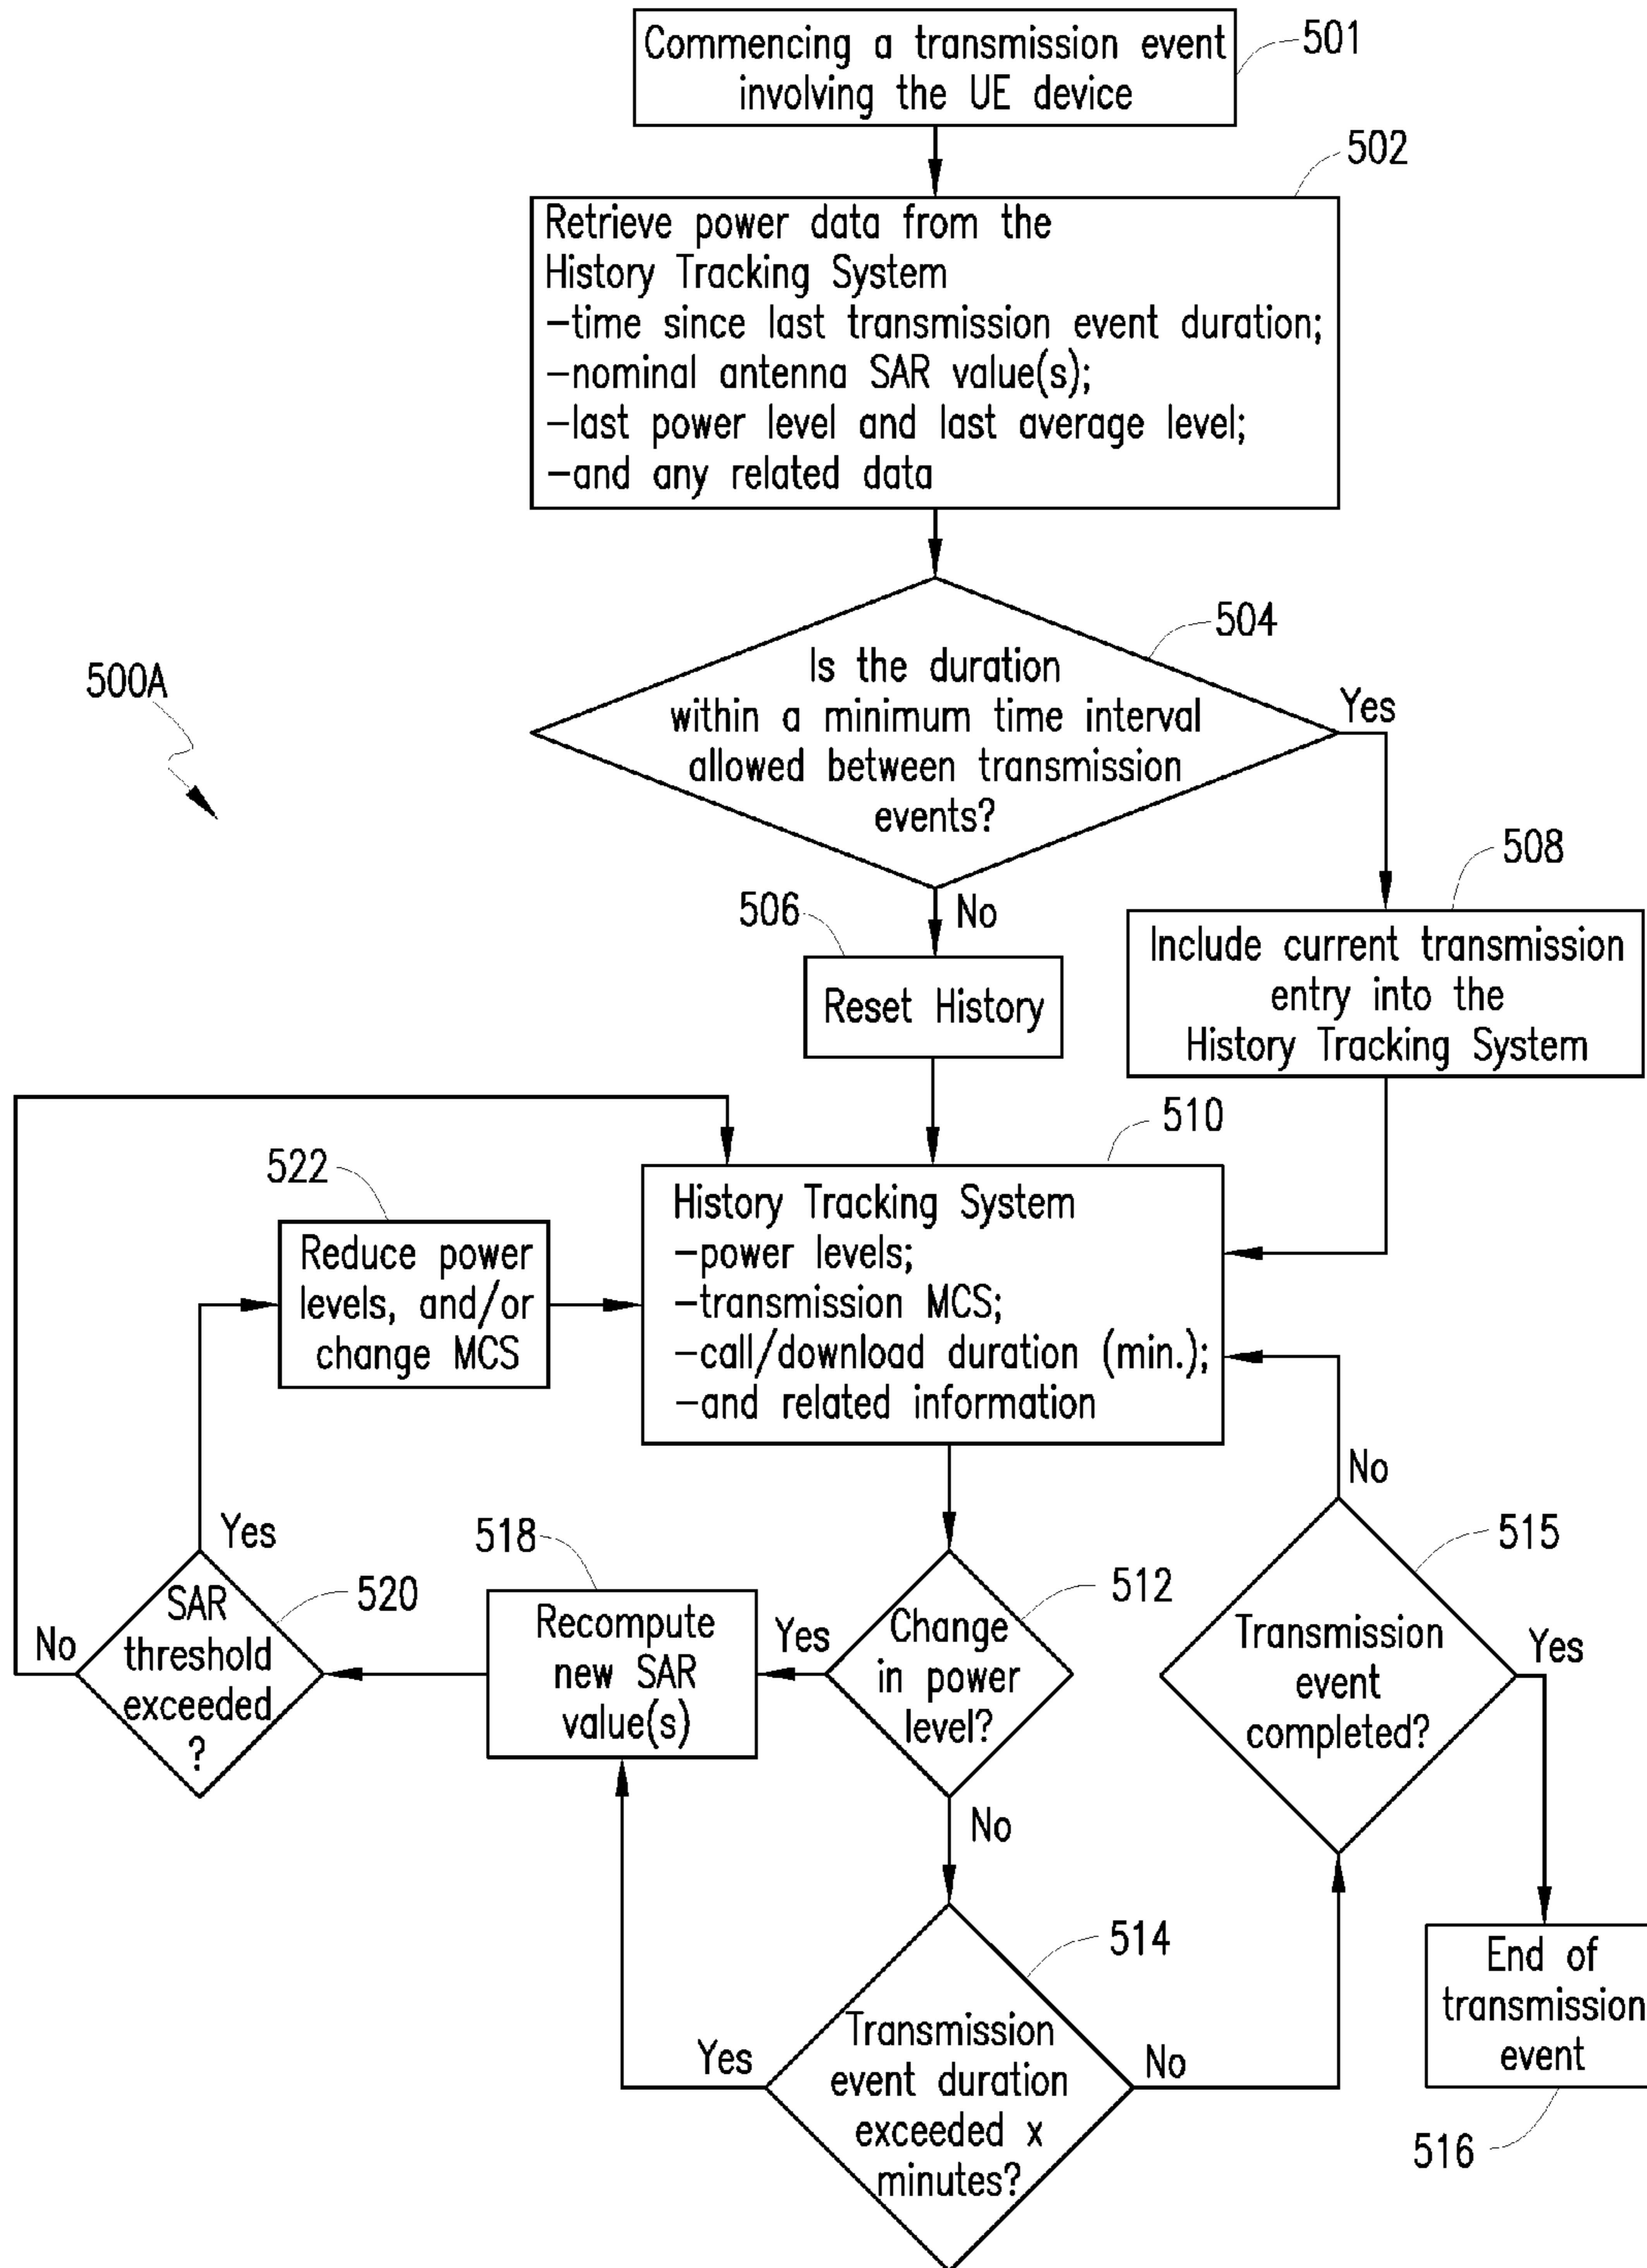 Commencing a transmission event
involving the UE device
501
502
Retrieve power data from the
History Tracking System
-time since last transmission event duration;
-nominal antenna SAR value(s);
-last power level and last average level;
-and any related data
504
Is the duration
within a minimum time interval
allowed between transmission
events?
Yes
500A
No
506
Reset History
508
Include current transmission
entry into the
History Tracking System
510
History Tracking System
-power levels;
-transmission MCS;
-call/download duration (min.);
-and related information
522
Reduce power
levels, and/or
change MCS
Yes
520
SAR
threshold
exceeded
?
No
518
Recompute
new SAR
value(s)
Yes
512
Change
in power
level?
No
No
515
Transmission
event
completed?
Yes
514
Transmission
event duration
exceeded x
minutes?
Yes
No
End of
transmission
event
516